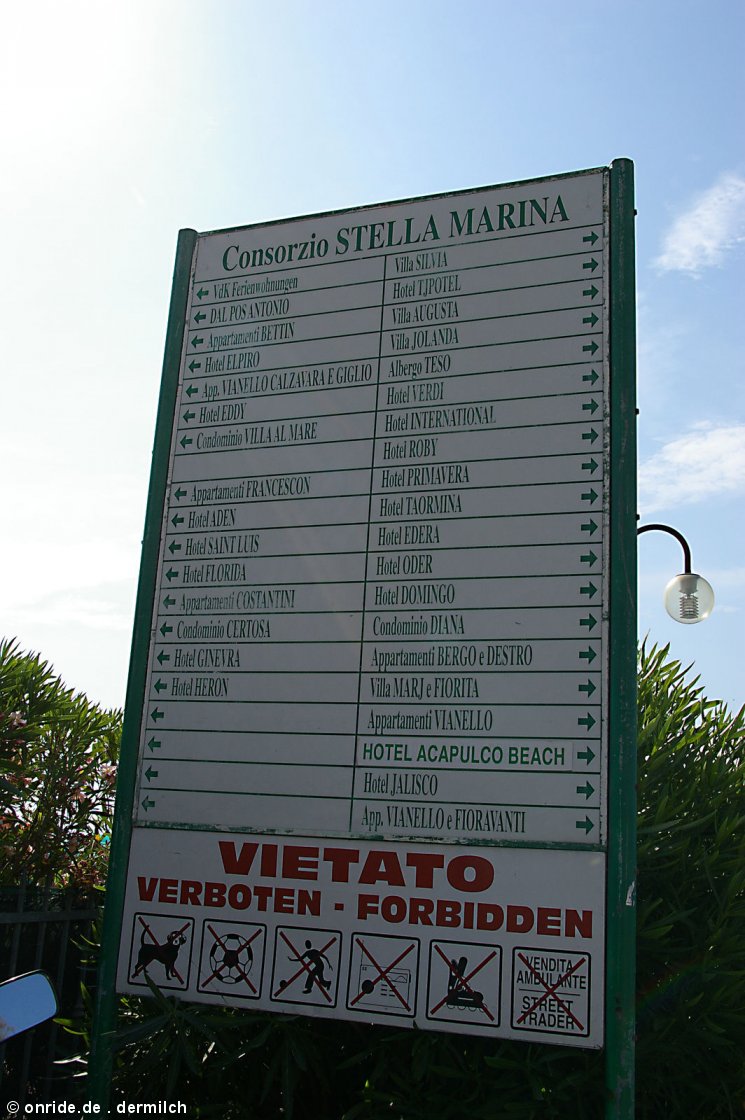 Consorzio STELLA MARINA
VdK Ferienwohnungen
DAL POS ANTONIO
Appartamenti BETTIN
Hotel ELPIRO
App. VIANELLO CALZAVARA E GIGLIO
Hotel EDDY
Condominio VILLA AL MARE
Appartamenti FRANCESCON
Hotel ADEN
Hotel SAINT LUIS
Hotel FLORIDA
Appartamenti COSTANTINI
Condominio CERTOSA
Hotel GINEVRA
Hotel HERON
Villa SILVIA
Hotel TJPOTEL
Villa AUGUSTA
Villa JOLANDA
Albergo TESO
Hotel VERDI
Hotel INTERNATIONAL
Hotel ROBY
Hotel PRIMAVERA
Hotel TAORMINA
Hotel EDERA
Hotel ODER
Hotel DOMINGO
Condominio DIANA
Appartamenti BERGO e DESTRO
Villa MARJ e FIORITA
Appartamenti VIANELLO
HOTEL ACAPULCO BEACH
Hotel JALISCO
App. VIANELLO e FIORAVANTI
VIETATO
VERBOTEN - FORBIDDEN
VENDITA
AMBULANTE
STREET
TRADER
© onride.de . dermilch